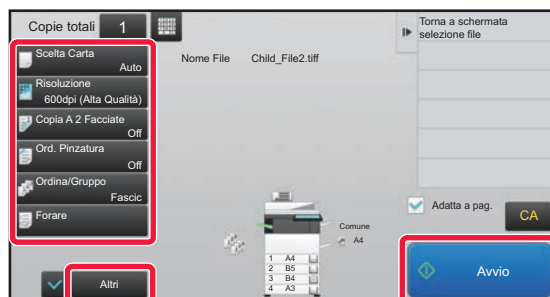 Copie totali 1
Torna a schermata
selezione file
Scelta Carta
Auto
Nome File Child_File2.tiff
Risoluzione
600dpi (Alta Qualità)
Copia A 2 Facciate
Off
Ord. Pinzatura
Off
Ordina/Gruppo
Fascic
Forare
Adatta a pag.
CA
Comune
A4
1 A4
2 B5
3 B4
4 A3
Altri
Avvio